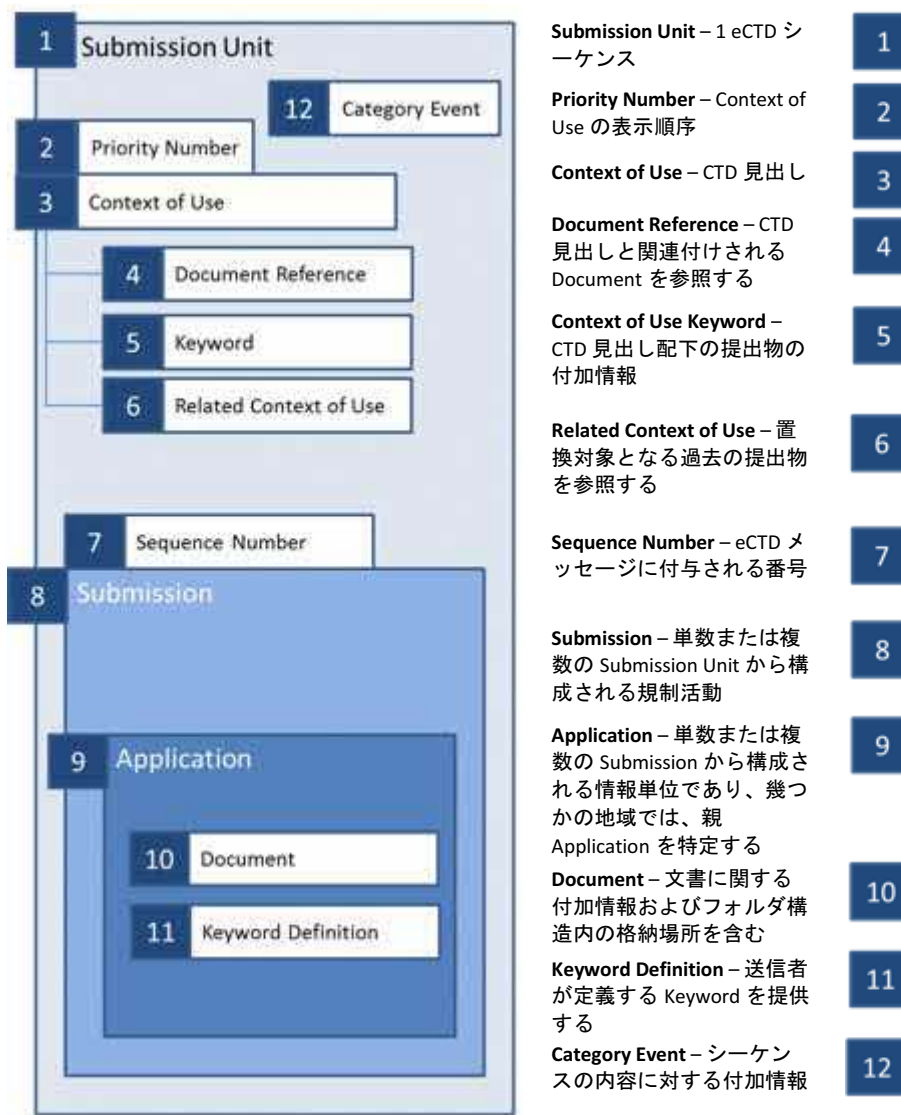 1 Submission Unit
12 Category Event
2 Priority Number
3 Context of Use
4 Document Reference
5 Keyword
6 Related Context of Use
7 Sequence Number
8 Submission
9 Application
10 Document
11 Keyword Definition
Submission Unit – 1 eCTD シ
ーケンス
1
Priority Number – Context of
Use の表示順序
2
Context of Use – CTD 見出し
3
Document Reference – CTD
見出しと関連付けされる
Document を参照する
4
Context of Use Keyword –
CTD 見出し配下の提出物の
付加情報
5
Related Context of Use – 置
換対象となる過去の提出物
を参照する
6
Sequence Number – eCTD メ
ッセージに付与される番号
7
Submission – 単数または複
数の Submission Unit から構
成される規制活動
8
Application – 単数または複
数の Submission から構成さ
れる情報単位であり、幾つ
かの地域では、親
Application を特定する
9
Document – 文書に関する
付加情報およびフォルダ構
造内の格納場所を含む
10
Keyword Definition – 送信者
が定義する Keyword を提供
する
11
Category Event – シーケン
スの内容に対する付加情報
12